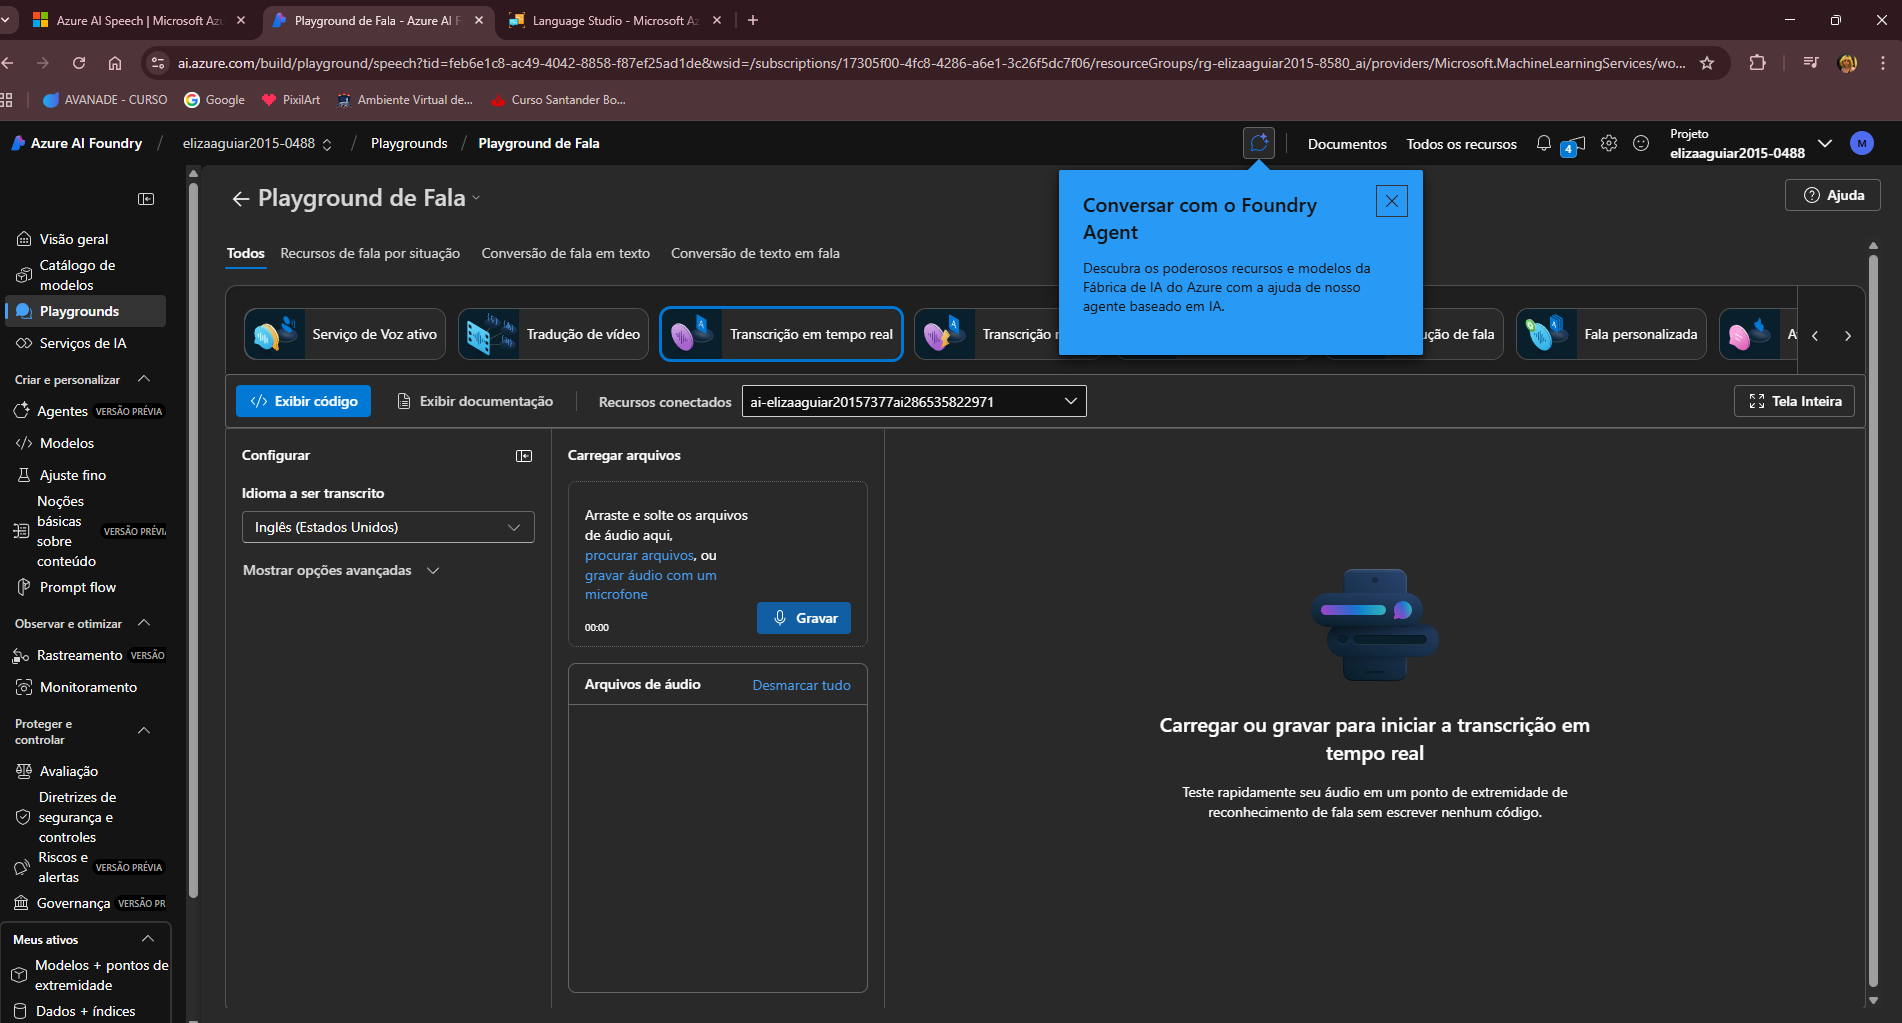 Azure AI Speech | Microsoft Az
Playground de Fala - Azure AI F
Language Studio - Microsoft Az
ai.azure.com/build/playground/speech?tid=feb6e1c8-ac49-4042-8858-f87ef25ad1de&wsid=/subscriptions/17305f00-4fc8-4286-a6e1-3c26f5dc7f06/resourceGroups/rg-elizaaguiar2015-8580_ai/providers/Microsoft.MachineLearningServices/wo...
AVANADE - CURSO
Google
PixilArt
Ambiente Virtual de...
Curso Santander Bo...
Azure AI Foundry / elizaaguiar2015-0488 / Playgrounds / Playground de Fala
Documentos
Todos os recursos
4
Projeto
elizaaguiar2015-0488
M
Playground de Fala
Ajuda
Conversar com o Foundry
Agent
Descubra os poderosos recursos e modelos da
Fábrica de IA do Azure com a ajuda de nosso
agente baseado em IA.
Visão geral
Catálogo de
modelos
Playgrounds
Serviços de IA
Criar e personalizar
Agentes VERSÃO PRÉVIA
Modelos
Ajuste fino
Noções
básicas
sobre
conteúdo
VERSÃO PRÉVIA
Prompt flow
Observar e otimizar
Rastreamento VERSÃO
Monitoramento
Proteger e
controlar
Avaliação
Diretrizes de
segurança e
controles
Riscos e
alertas
VERSÃO PRÉVIA
Governança VERSÃO PR
Meus ativos
Modelos + pontos de
extremidade
Dados + índices
Todos
Recursos de fala por situação
Conversão de fala em texto
Conversão de texto em fala
Serviço de Voz ativo
Tradução de vídeo
Transcrição em tempo real
Transcrição r
ução de fala
Fala personalizada
A
</> Exibir código
Exibir documentação
Recursos conectados
ai-elizaaguiar20157377ai286535822971
Tela Inteira
Configurar
Idioma a ser transcrito
Inglês (Estados Unidos)
Mostrar opções avançadas
Carregar arquivos
Arraste e solte os arquivos
de áudio aqui,
procurar arquivos, ou
gravar áudio com um
microfone
00:00
Gravar
Arquivos de áudio
Desmarcar tudo
Carregar ou gravar para iniciar a transcrição em
tempo real
Teste rapidamente seu áudio em um ponto de extremidade de
reconhecimento de fala sem escrever nenhum código.